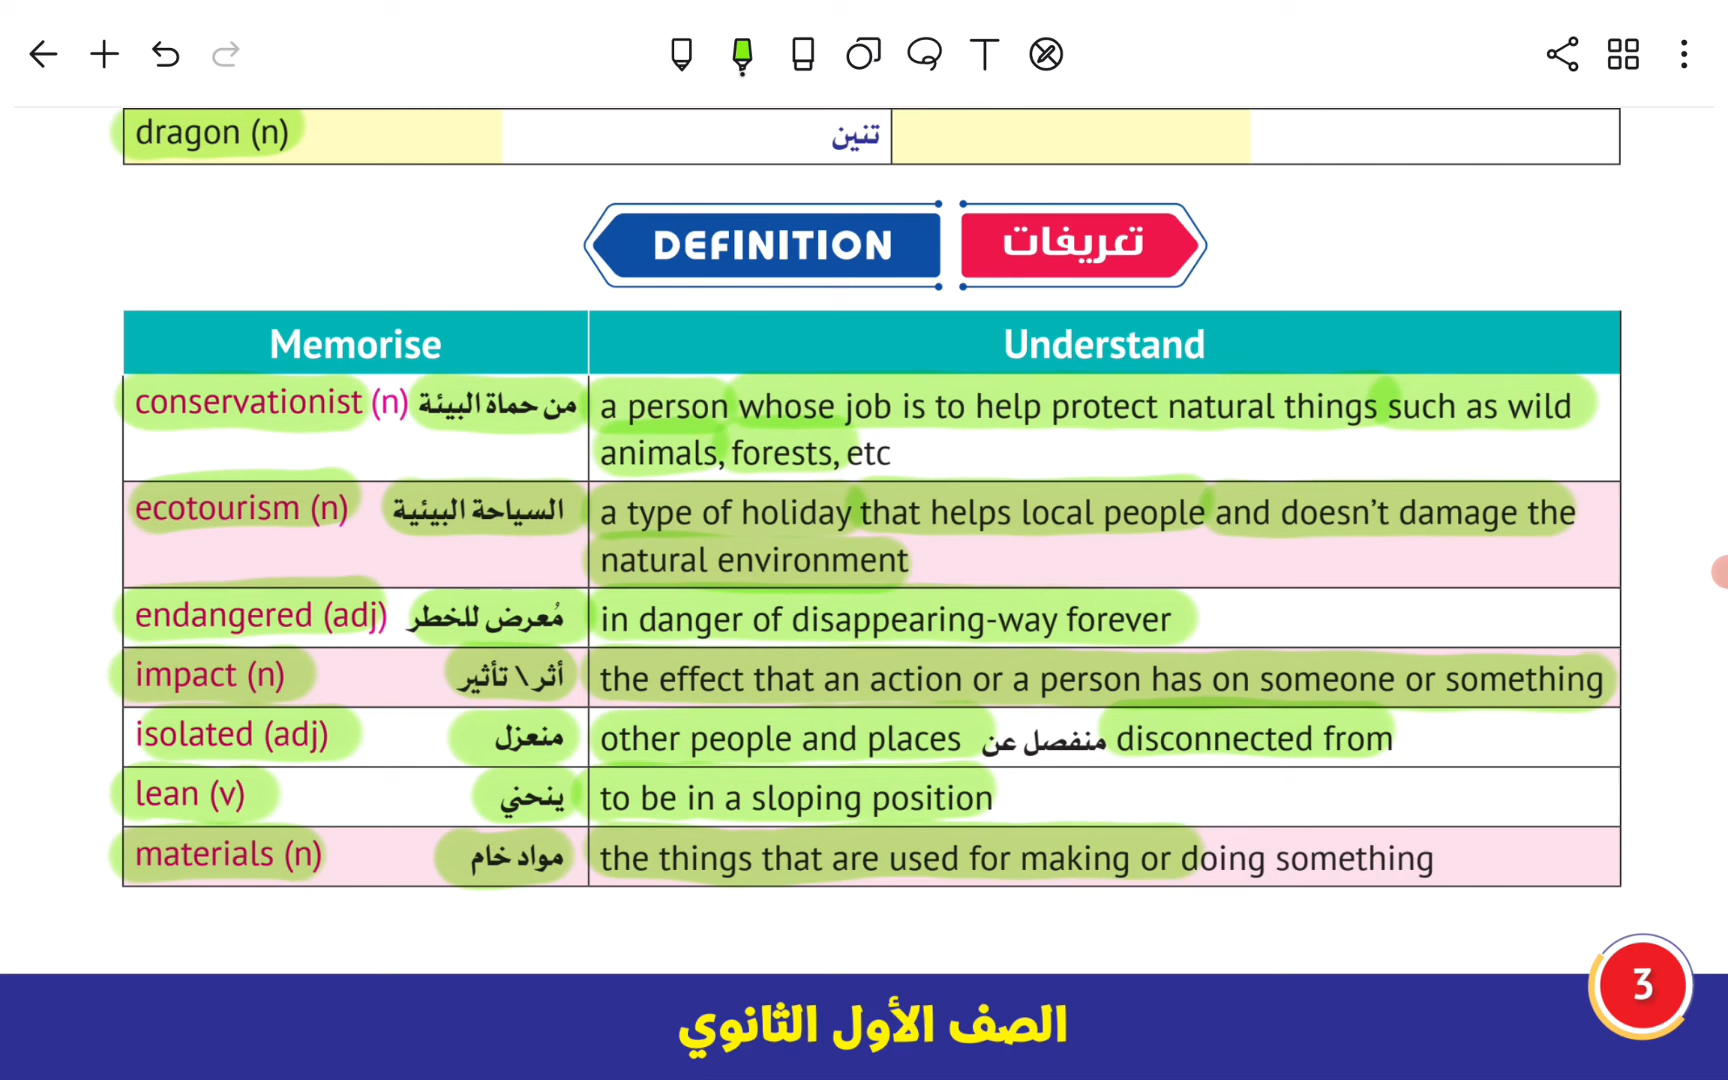 dragon (n) تنين
DEFINITION تعريفات
Memorise Understand
conservationist (n) من حماة البيئة a person whose job is to help protect natural things such as wild
animals, forests, etc
ecotourism (n) السياحة البيئية a type of holiday that helps local people and doesn't damage the
natural environment
endangered (adj) مُعرض للخطر in danger of disappearing-way forever
impact (n) أثر \ تأثير the effect that an action or a person has on someone or something
isolated (adj) منعزل other people and places منفصل عن disconnected from
lean (v) ينحني to be in a sloping position
materials (n) مواد خام the things that are used for making or doing something
3
الصف الأول الثانوي